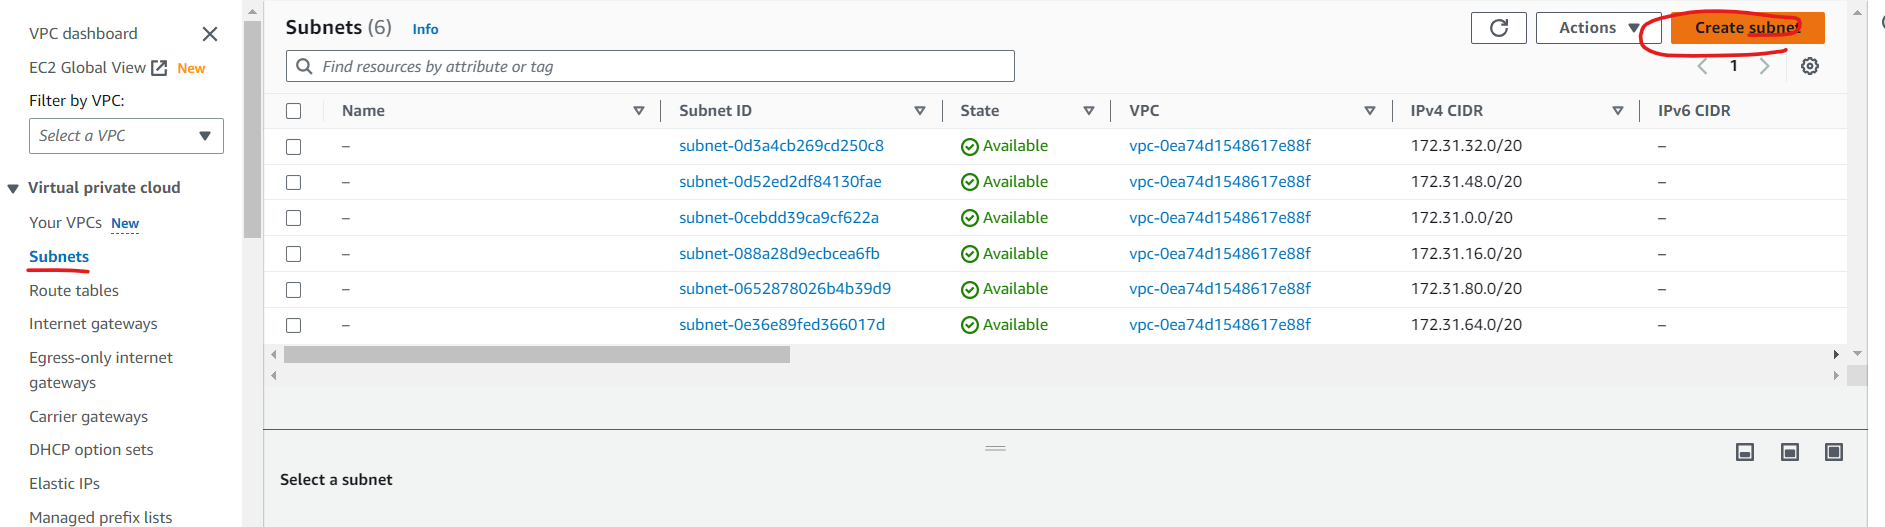 VPC dashboard
EC2 Global View New
Filter by VPC:
Select a VPC
Virtual private cloud
Your VPCs New
Subnets
Route tables
Internet gateways
Egress-only internet
gateways
Carrier gateways
DHCP option sets
Elastic IPs
Managed prefix lists
Subnets (6) Info
Actions
Create subnet
Find resources by attribute or tag
1
Name Subnet ID State VPC IPv4 CIDR IPv6 CIDR
– subnet-0d3a4cb269cd250c8 Available vpc-0ea74d1548617e88f 172.31.32.0/20 –
– subnet-0d52ed2df84130fae Available vpc-0ea74d1548617e88f 172.31.48.0/20 –
– subnet-0cebdd39ca9cf622a Available vpc-0ea74d1548617e88f 172.31.0.0/20 –
– subnet-088a28d9ecbcea6fb Available vpc-0ea74d1548617e88f 172.31.16.0/20 –
– subnet-0652878026b4b39d9 Available vpc-0ea74d1548617e88f 172.31.80.0/20 –
– subnet-0e36e89fed366017d Available vpc-0ea74d1548617e88f 172.31.64.0/20 –
Select a subnet